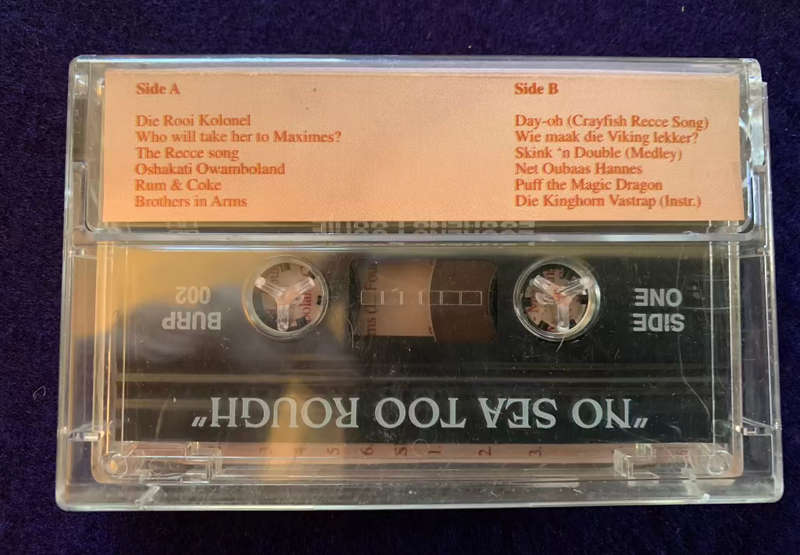 Side A
Die Rooi Kolonel
Who will take her to Maximes?
The Recce song
Oshakati Owamboland
Rum & Coke
Brothers in Arms
Side B
Day-oh (Crayfish Recce Song)
Wie maak die Viking lekker?
Skink 'n Double (Medley)
Net Oubaas Hannes
Puff the Magic Dragon
Die Kinghorn Vastrap (Instr.)
SIDE
ONE
BURP
002
"NO SEA TOO ROUGH"